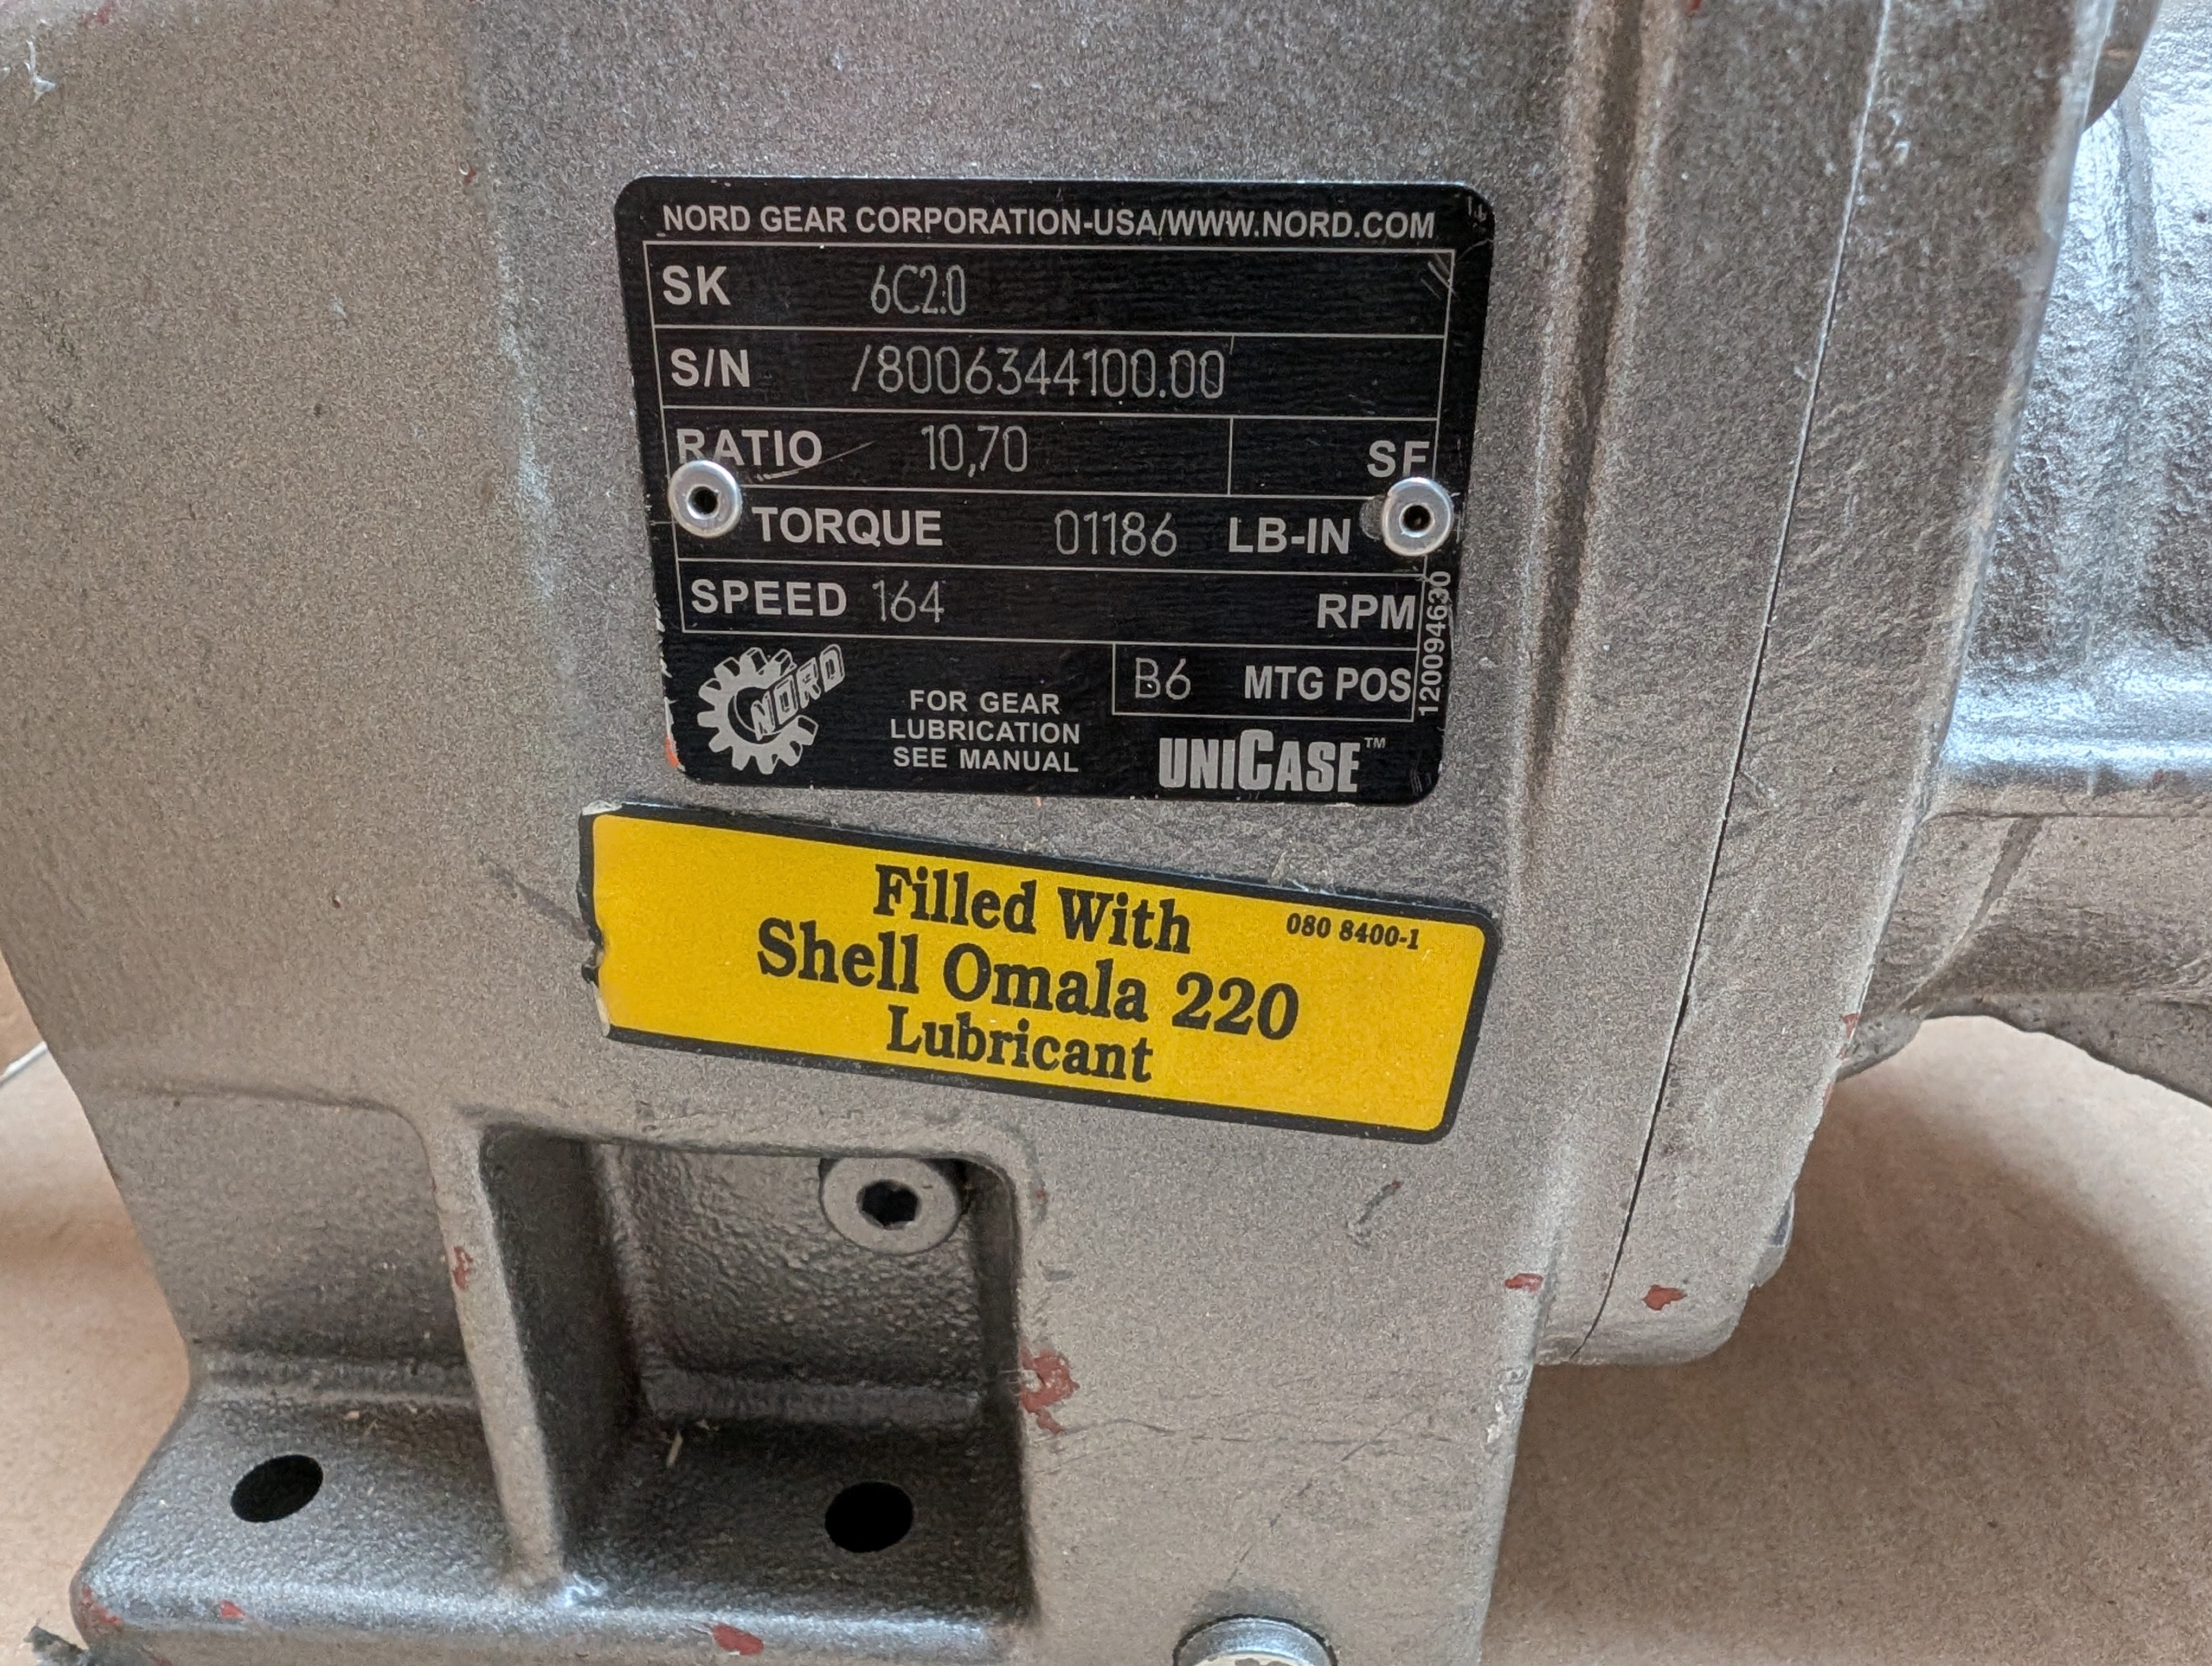 NORD GEAR CORPORATION-USA/WWW.NORD.COM
SK 6C2.0
S/N /8006344100.00
RATIO 10,70 SF
TORQUE 01186 LB-IN
SPEED 164 RPM
B6 MTG POS
120094630
NORD
FOR GEAR
LUBRICATION
SEE MANUAL
UNICASE™
Filled With
080 8400-1
Shell Omala 220
Lubricant